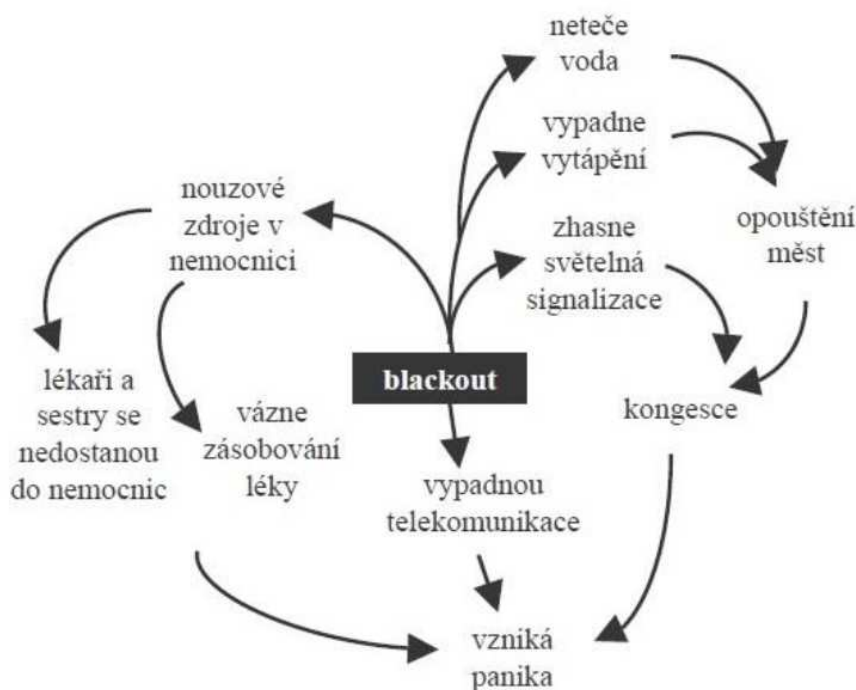 neteče
voda
vypadne
vytápění
nouzové
zdroje v
nemocnici
zhasne
světelná
signalizace
opouštění
měst
blackout
lékaři a
sestry se
nedostanou
do nemocnic
vázne
zásobování
léky
kongesce
vypadnou
telekomunikace
vzniká
panika